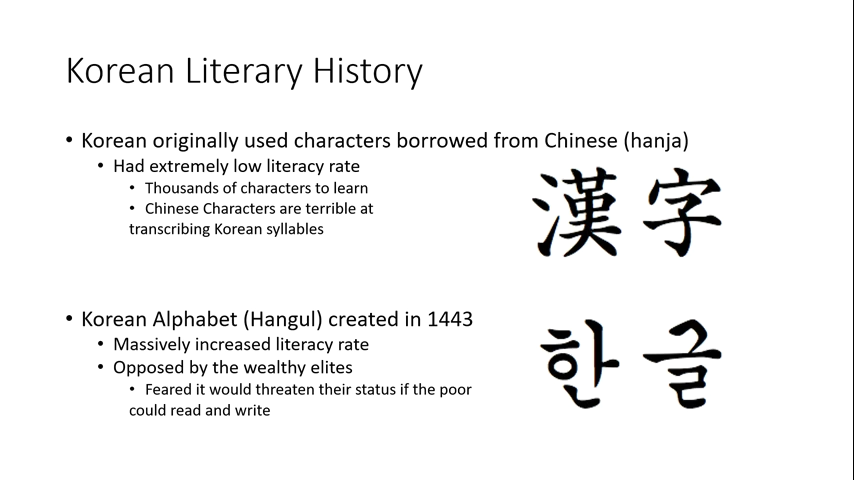 Korean Literary History
• Korean originally used characters borrowed from Chinese (hanja)
• Had extremely low literacy rate
• Thousands of characters to learn
• Chinese Characters are terrible at
transcribing Korean syllables
漢字
• Korean Alphabet (Hangul) created in 1443
• Massively increased literacy rate
• Opposed by the wealthy elites
• Feared it would threaten their status if the poor
could read and write
한글